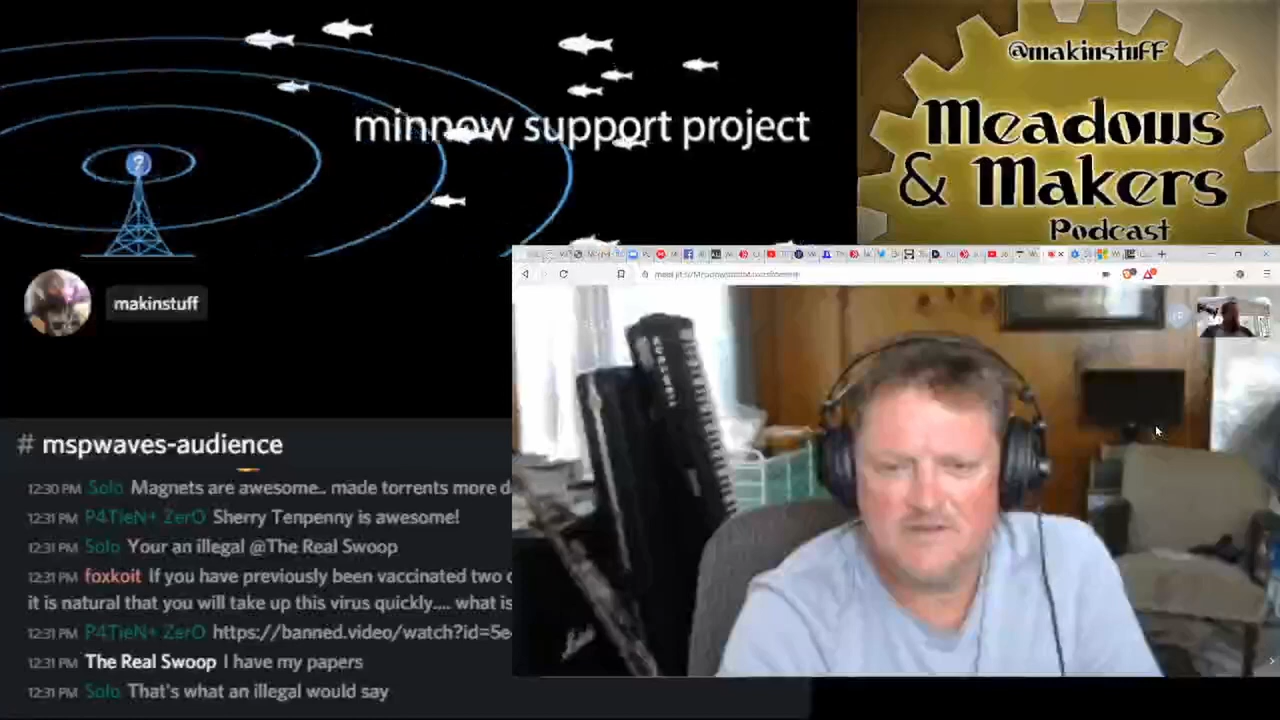 minnow support project
@makinstuff
Meadows
& Makers
Podcast
?
makinstuff
# mspwaves-audience
12:30 PM Solo Magnets are awesome.. made torrents more d
12:31 PM P4TIeN+ ZerO Sherry Tenpenny is awesome!
12:31 PM Solo Your an illegal @The Real Swoop
12:31 PM foxkoit If you have previously been vaccinated two
it is natural that you will take up this virus quickly.... what is
12:31 PM P4TIeN+ ZerO https://banned.video/watch?id=5e
12:31 PM The Real Swoop I have my papers
12:31 PM Solo That's what an illegal would say
KURZWEIL